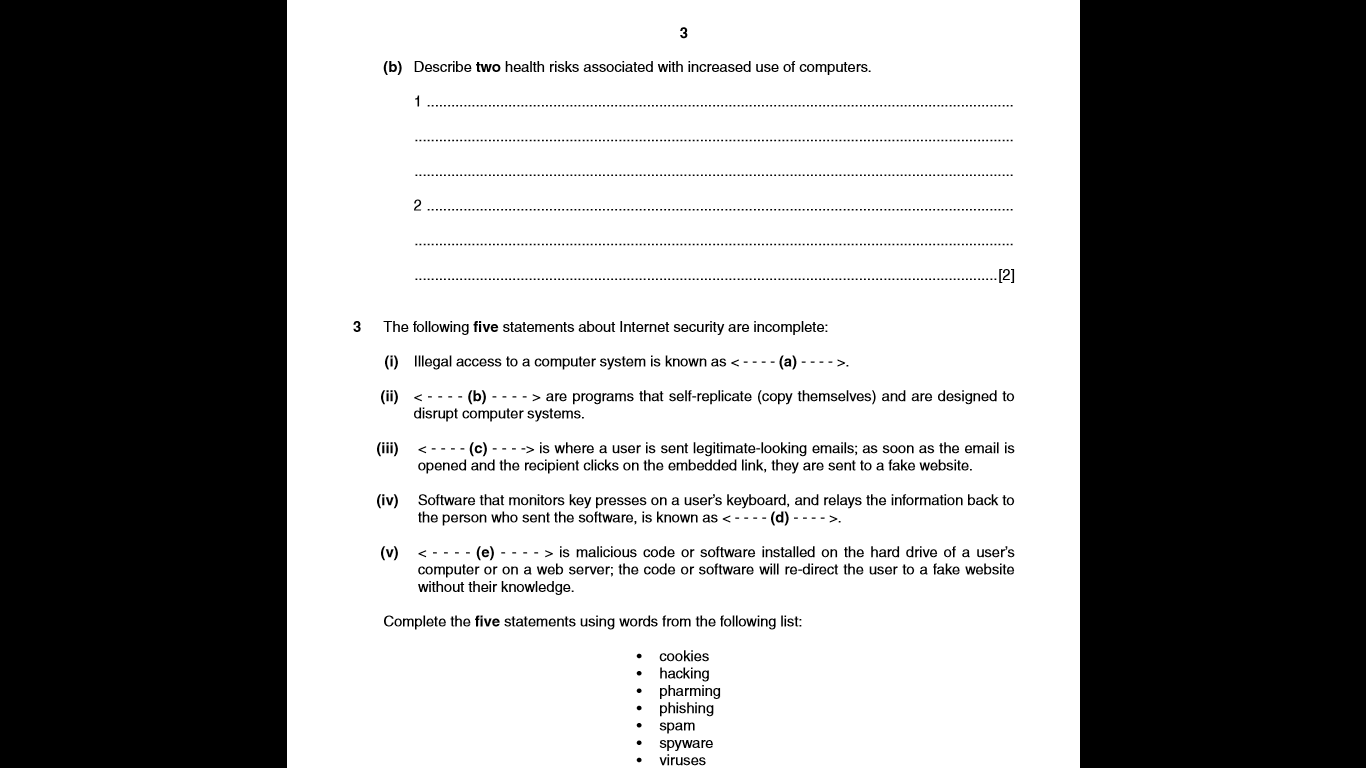 3
(b) Describe two health risks associated with increased use of computers.
1 ................................................................................
................................................................................
................................................................................
2 ................................................................................
................................................................................
................................................................................[2]
3 The following five statements about Internet security are incomplete:
(i) Illegal access to a computer system is known as < - - - - (a) - - - - >.
(ii) < - - - - (b) - - - - > are programs that self-replicate (copy themselves) and are designed to
disrupt computer systems.
(iii) < - - - - (c) - - - -> is where a user is sent legitimate-looking emails; as soon as the email is
opened and the recipient clicks on the embedded link, they are sent to a fake website.
(iv) Software that monitors key presses on a user's keyboard, and relays the information back to
the person who sent the software, is known as < - - - - (d) - - - - >.
(v) < - - - - (e) - - - - > is malicious code or software installed on the hard drive of a user's
computer or on a web server; the code or software will re-direct the user to a fake website
without their knowledge.
Complete the five statements using words from the following list:
• cookies
• hacking
• pharming
• phishing
• spam
• spyware
• viruses